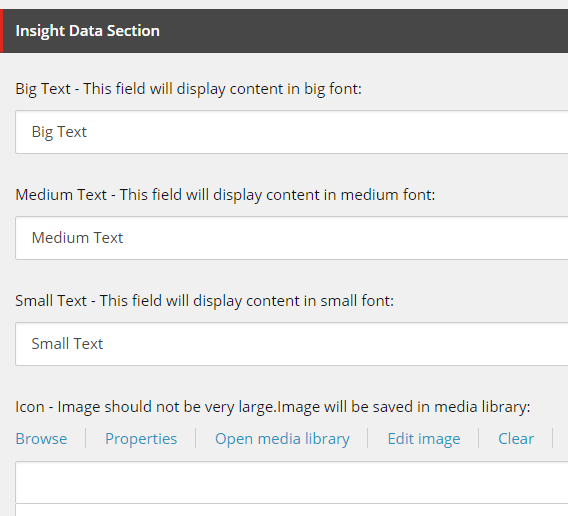 Insight Data Section
Big Text - This field will display content in big font:
Big Text
Medium Text - This field will display content in medium font:
Medium Text
Small Text - This field will display content in small font:
Small Text
Icon - Image should not be very large.Image will be saved in media library:
Browse Properties Open media library Edit image Clear